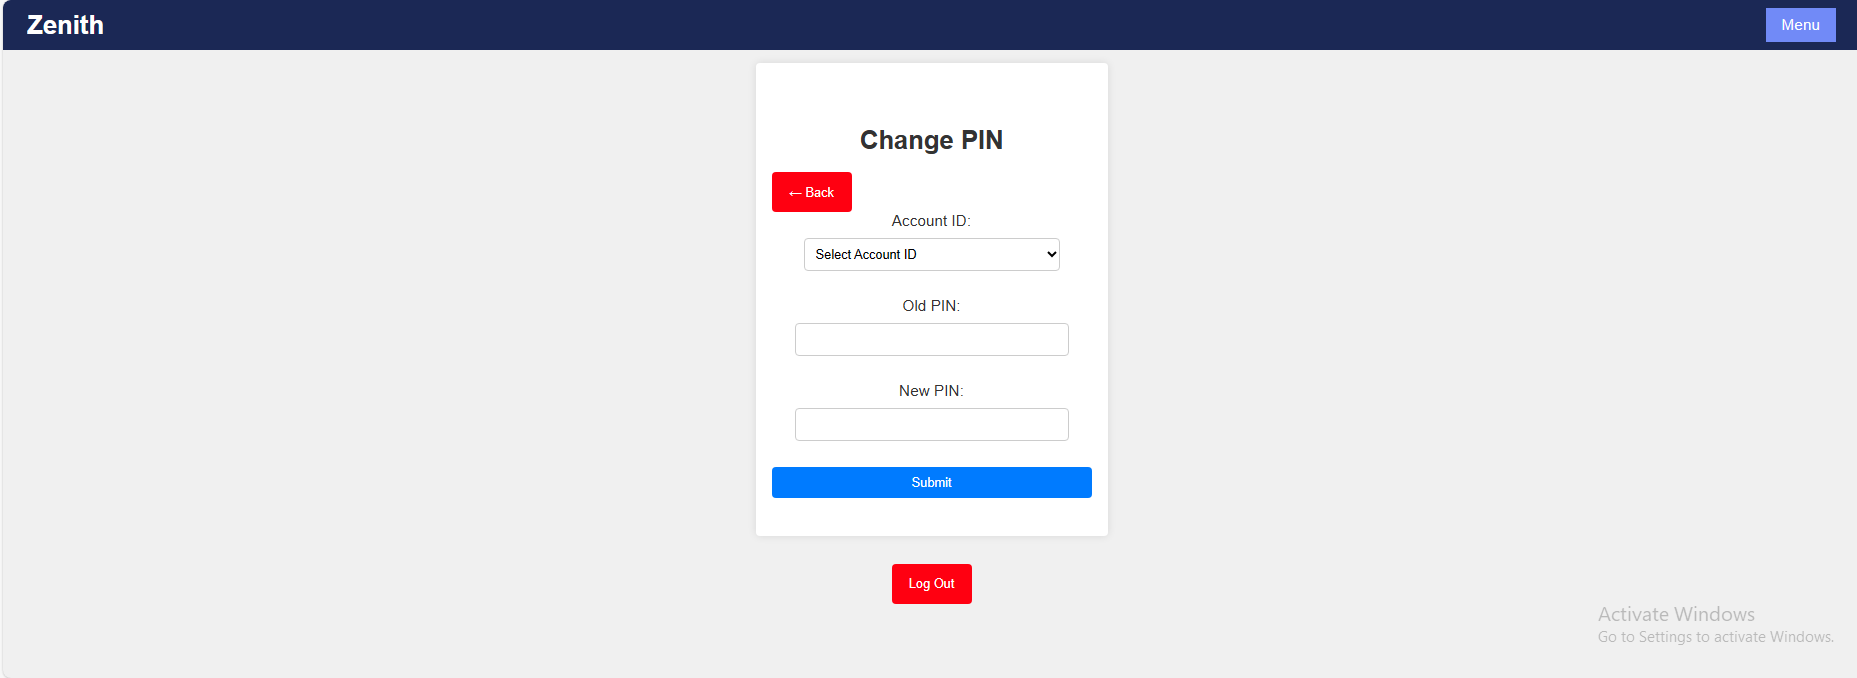 Zenith
Menu
Change PIN
← Back
Account ID:
Select Account ID
Old PIN:
New PIN:
Submit
Log Out
Activate Windows
Go to Settings to activate Windows.